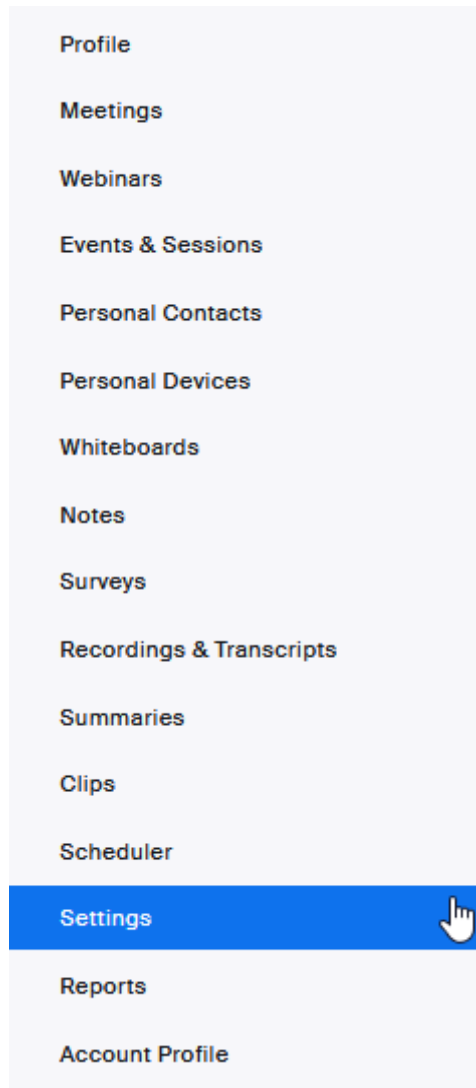 Profile
Meetings
Webinars
Events & Sessions
Personal Contacts
Personal Devices
Whiteboards
Notes
Surveys
Recordings & Transcripts
Summaries
Clips
Scheduler
Settings
Reports
Account Profile